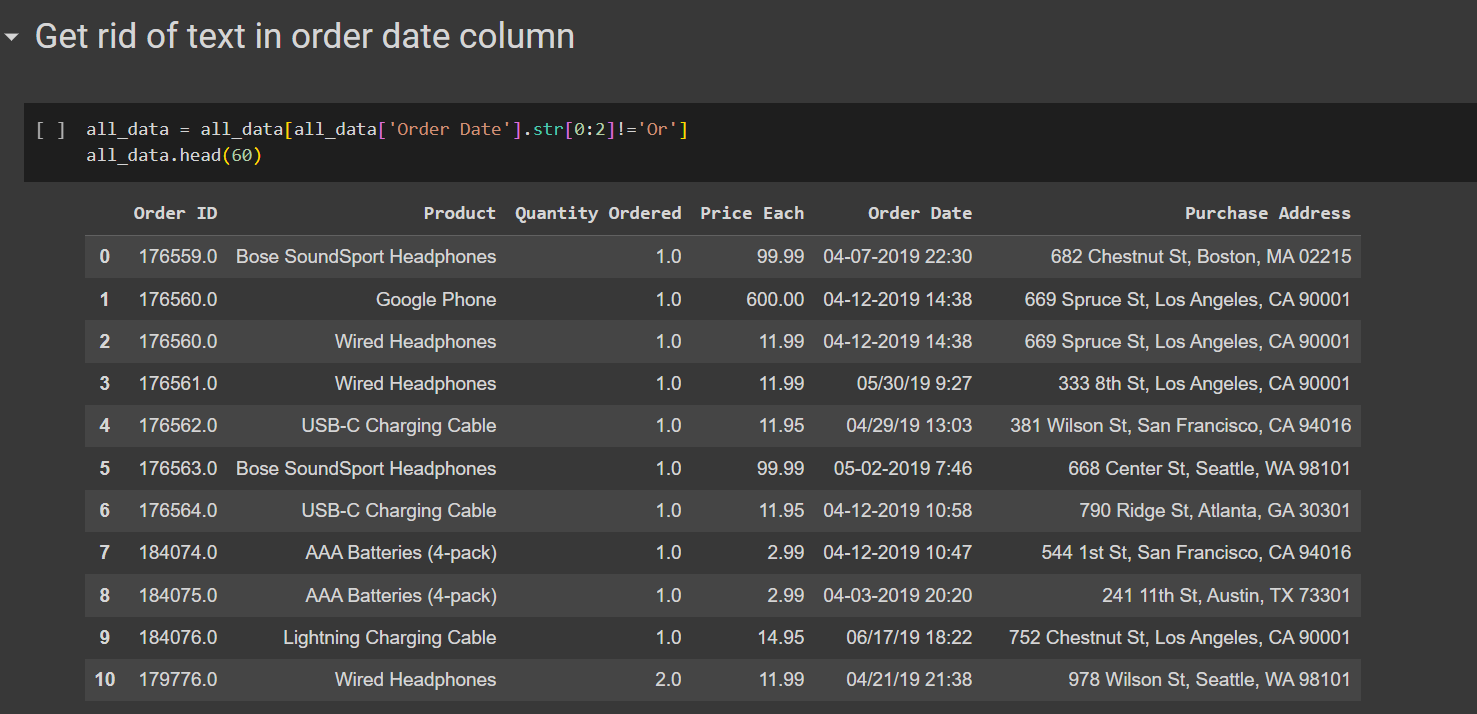 Get rid of text in order date column
[ ] all_data = all_data[all_data['Order Date'].str[0:2]!='Or']
all_data.head(60)
Order ID Product Quantity Ordered Price Each Order Date Purchase Address
0 176559.0 Bose SoundSport Headphones 1.0 99.99 04-07-2019 22:30 682 Chestnut St, Boston, MA 02215
1 176560.0 Google Phone 1.0 600.00 04-12-2019 14:38 669 Spruce St, Los Angeles, CA 90001
2 176560.0 Wired Headphones 1.0 11.99 04-12-2019 14:38 669 Spruce St, Los Angeles, CA 90001
3 176561.0 Wired Headphones 1.0 11.99 05/30/19 9:27 333 8th St, Los Angeles, CA 90001
4 176562.0 USB-C Charging Cable 1.0 11.95 04/29/19 13:03 381 Wilson St, San Francisco, CA 94016
5 176563.0 Bose SoundSport Headphones 1.0 99.99 05-02-2019 7:46 668 Center St, Seattle, WA 98101
6 176564.0 USB-C Charging Cable 1.0 11.95 04-12-2019 10:58 790 Ridge St, Atlanta, GA 30301
7 184074.0 AAA Batteries (4-pack) 1.0 2.99 04-12-2019 10:47 544 1st St, San Francisco, CA 94016
8 184075.0 AAA Batteries (4-pack) 1.0 2.99 04-03-2019 20:20 241 11th St, Austin, TX 73301
9 184076.0 Lightning Charging Cable 1.0 14.95 06/17/19 18:22 752 Chestnut St, Los Angeles, CA 90001
10 179776.0 Wired Headphones 2.0 11.99 04/21/19 21:38 978 Wilson St, Seattle, WA 98101